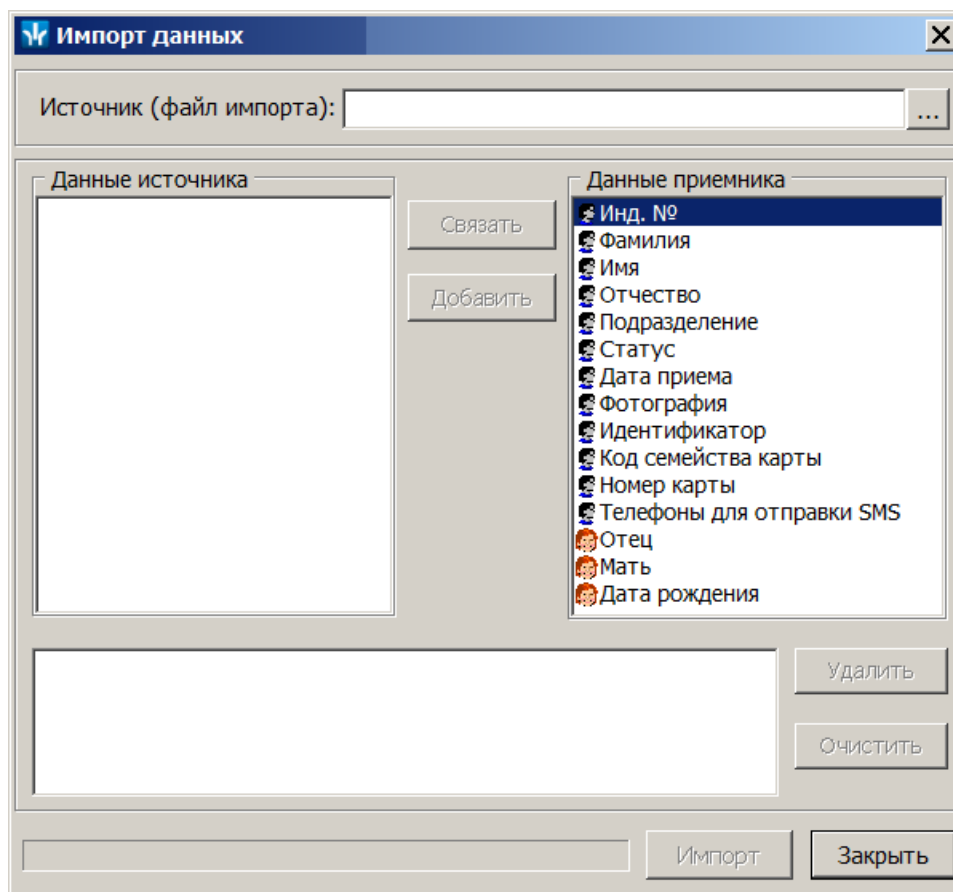 Импорт данных
Источник (файл импорта):
...
Данные источника
Данные приемника
Связать
Добавить
Инд. №
Фамилия
Имя
Отчество
Подразделение
Статус
Дата приема
Фотография
Идентификатор
Код семейства карты
Номер карты
Телефоны для отправки SMS
Отец
Мать
Дата рождения
Удалить
Очистить
Импорт
Закрыть